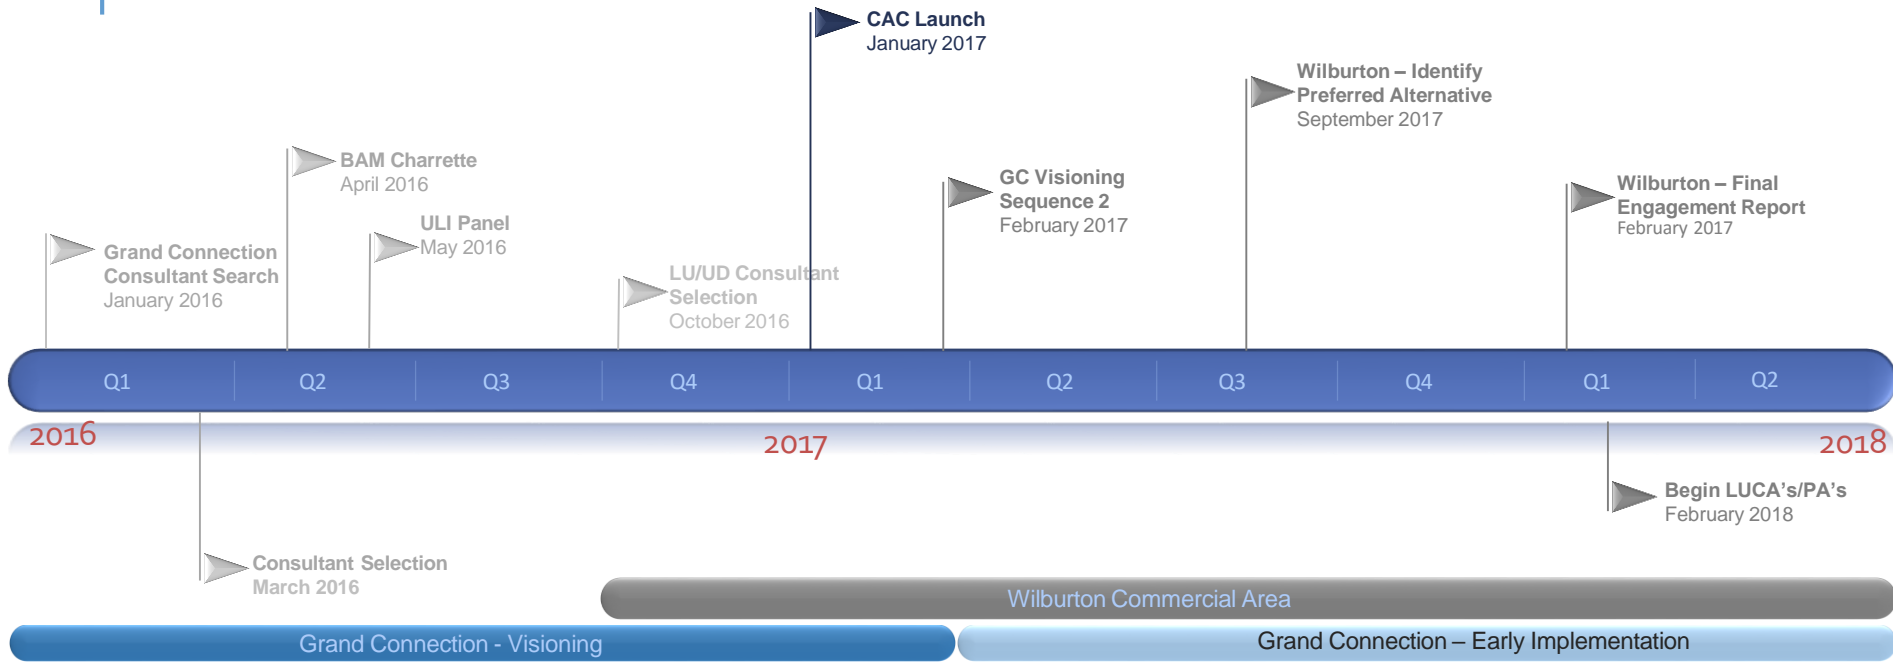 CAC Launch
January 2017
Wilburton – Identify
Preferred Alternative
September 2017
BAM Charrette
April 2016
GC Visioning
Sequence 2
February 2017
Wilburton – Final
Engagement Report
February 2017
ULI Panel
May 2016
Grand Connection
Consultant Search
January 2016
LU/UD Consultant
Selection
October 2016
Q1 Q2 Q3 Q4 Q1 Q2 Q3 Q4 Q1 Q2
2016 2017 2018
Begin LUCA's/PA's
February 2018
Consultant Selection
March 2016
Wilburton Commercial Area
Grand Connection - Visioning
Grand Connection – Early Implementation